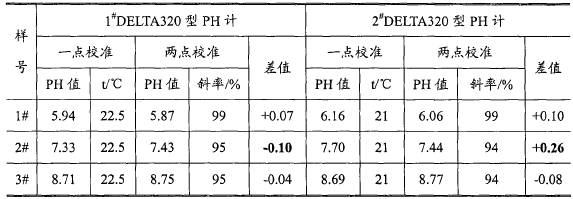 样号 1#DELTA320 型 PH 计 2#DELTA320 型 PH 计
一点校准 两点校准 差值 一点校准 两点校准 差值
PH 值 t/℃ PH 值 斜率/% PH 值 t/℃ PH 值 斜率/%
1# 5.94 22.5 5.87 99 +0.07 6.16 21 6.06 99 +0.10
2# 7.33 22.5 7.43 95 -0.10 7.70 21 7.44 94 +0.26
3# 8.71 22.5 8.75 95 -0.04 8.69 21 8.77 94 -0.08